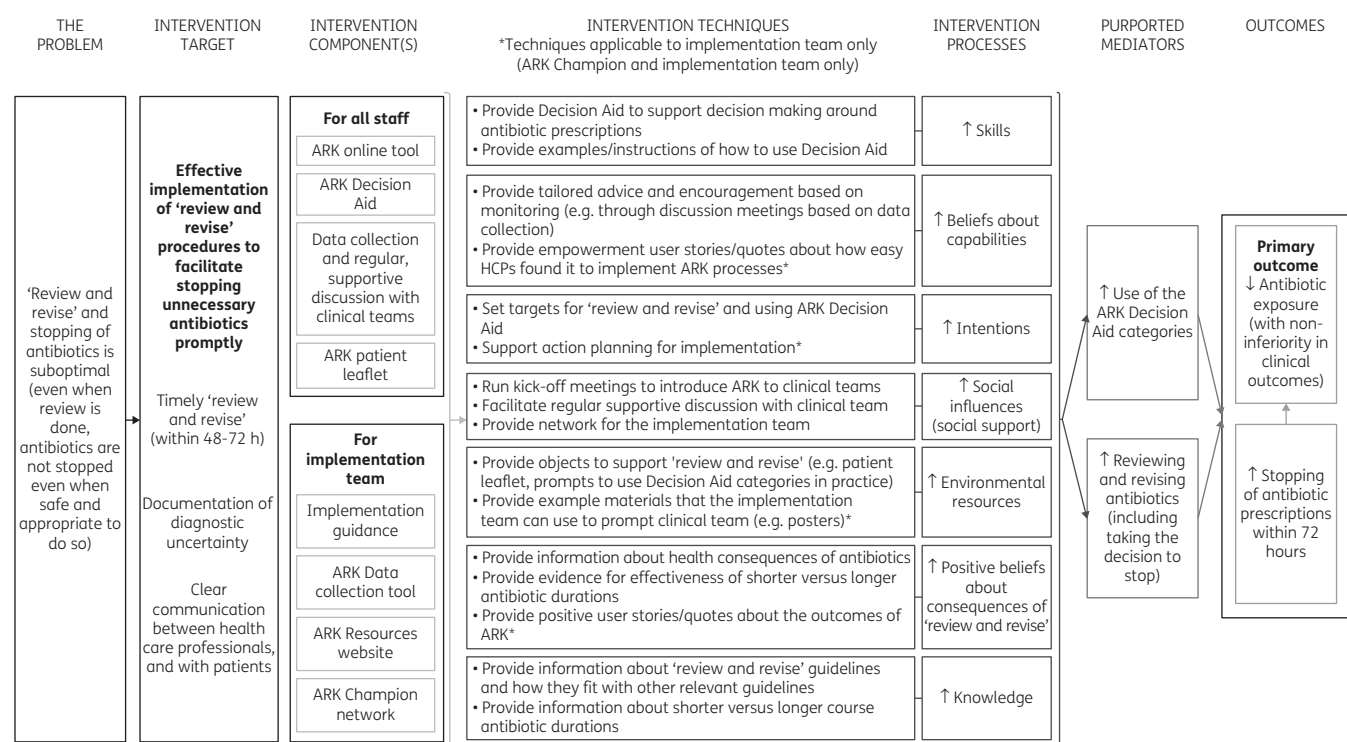 THE
PROBLEM
INTERVENTION
TARGET
INTERVENTION
COMPONENT(S)
INTERVENTION TECHNIQUES
*Techniques applicable to implementation team only
(ARK Champion and implementation team only)
INTERVENTION
PROCESSES
PURPORTED
MEDIATORS
OUTCOMES
'Review and
revise' and
stopping of
antibiotics is
suboptimal
(even when
review is
done,
antibiotics are
not stopped
even when
safe and
appropriate to
do so)
Effective
implementation
of 'review and
revise'
procedures to
facilitate
stopping
unnecessary
antibiotics
promptly
Timely 'review
and revise'
(within 48-72 h)
Documentation of
diagnostic
uncertainty
Clear
communication
between health
care professionals,
and with patients
For all staff
ARK online tool
ARK Decision
Aid
Data collection
and regular,
supportive
discussion with
clinical teams
ARK patient
leaflet
For
implementation
team
Implementation
guidance
ARK Data
collection tool
ARK Resources
website
ARK Champion
network
• Provide Decision Aid to support decision making around
antibiotic prescriptions
• Provide examples/instructions of how to use Decision Aid
↑ Skills
• Provide tailored advice and encouragement based on
monitoring (e.g. through discussion meetings based on data
collection)
• Provide empowerment user stories/quotes about how easy
HCPs found it to implement ARK processes*
↑ Beliefs about
capabilities
• Set targets for 'review and revise' and using ARK Decision
Aid
• Support action planning for implementation*
↑ Intentions
• Run kick-off meetings to introduce ARK to clinical teams
• Facilitate regular supportive discussion with clinical team
• Provide network for the implementation team
↑ Social
influences
(social support)
• Provide objects to support 'review and revise' (e.g. patient
leaflet, prompts to use Decision Aid categories in practice)
• Provide example materials that the implementation
team can use to prompt clinical team (e.g. posters)*
↑ Environmental
resources
• Provide information about health consequences of antibiotics
• Provide evidence for effectiveness of shorter versus longer
antibiotic durations
• Provide positive user stories/quotes about the outcomes of
ARK*
↑ Positive beliefs
about
consequences of
'review and revise'
• Provide information about 'review and revise' guidelines
and how they fit with other relevant guidelines
• Provide information about shorter versus longer course
antibiotic durations
↑ Knowledge
↑ Use of the
ARK Decision
Aid categories
↑ Reviewing
and revising
antibiotics
(including
taking the
decision to
stop)
Primary
outcome
↓ Antibiotic
exposure
(with non-
inferiority in
clinical
outcomes)
↑ Stopping
of antibiotic
prescriptions
within 72
hours